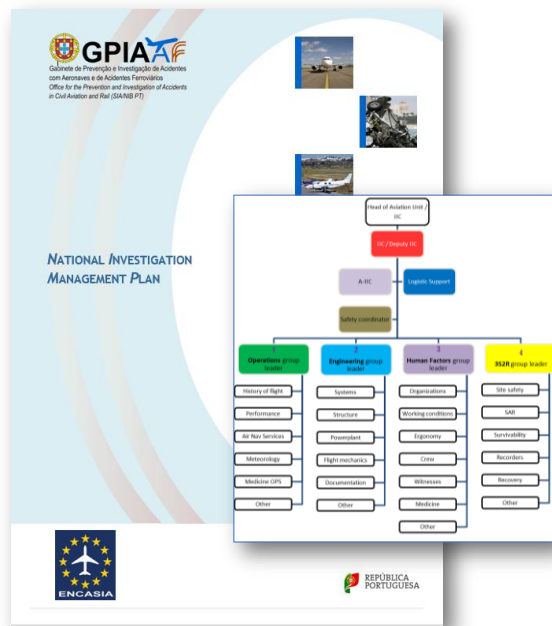 GPIAAF
Gabinete de Prevenção e Investigação de Acidentes
com Aeronaves e de Acidentes Ferroviários
Office for the Prevention and Investigation of Accidents
in Civil Aviation and Rail (SIA/NIB PT)
NATIONAL INVESTIGATION
MANAGEMENT PLAN
Head of Aviation Unit /
IIC
IIC / Deputy IIC
A-IIC
Logistic Support
Safety coordinator
1
Operations group
leader
History of flight
Performance
Air Nav Services
Meteorology
Medicine OPS
Other
2
Engineering group
leader
Systems
Structure
Powerplant
Flight mechanics
Documentation
Other
3
Human Factors group
leader
Organizations
Working conditions
Ergonomy
Crew
Witnesses
Medicine
Other
4
3S2R group leader
Site safety
SAR
Survivability
Recorders
Recovery
Other
ENCASIA
REPÚBLICA
PORTUGUESA